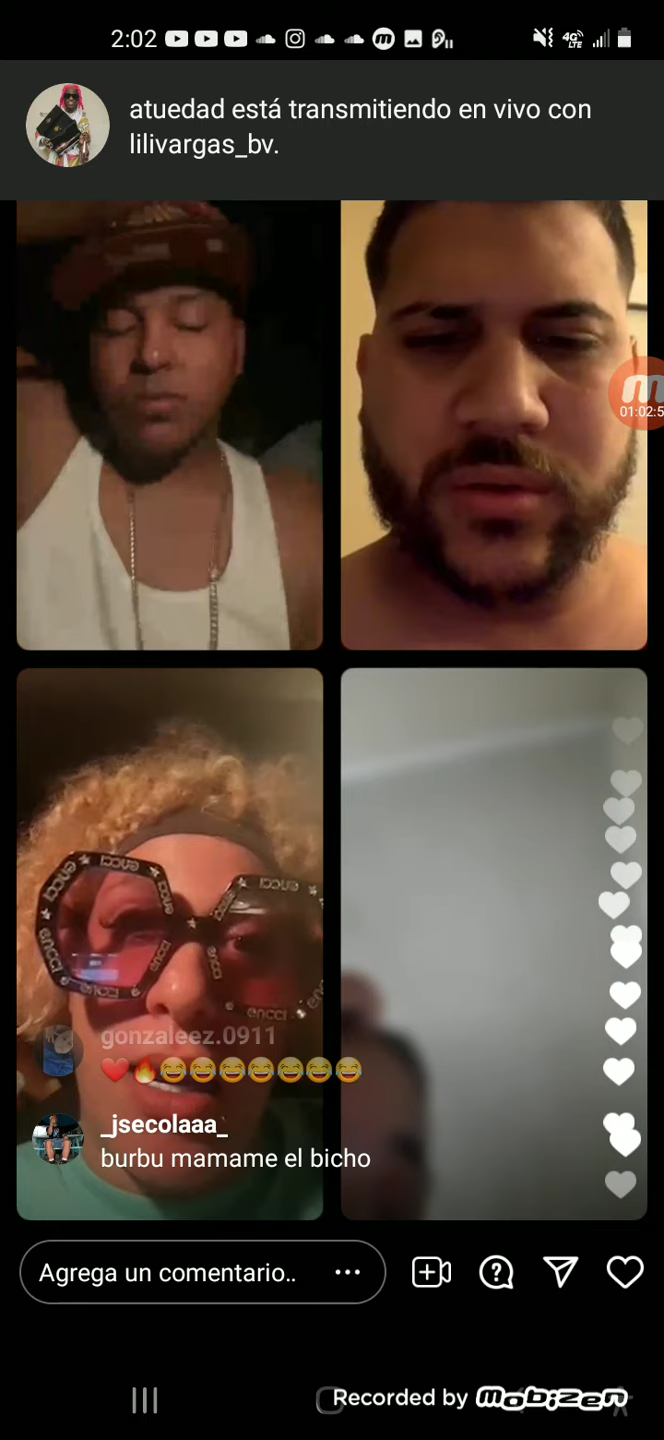 2:02
atuedad está transmitiendo en vivo con
lilivargas_bv.
01:02:5
gonzaleez.0911
❤️🔥😂😂😂😂😂😂😂
_jsecolaaa_
burbu mamame el bicho
Agrega un comentario..
Recorded by mobizen